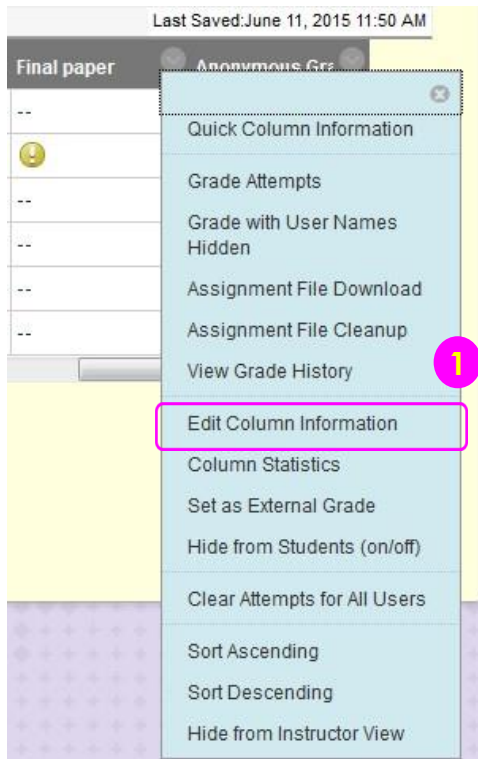 Last Saved:June 11, 2015 11:50 AM
Final paper
Anonymous Gra
--
Quick Column Information
Grade Attempts
--
Grade with User Names
Hidden
--
--
Assignment File Download
--
Assignment File Cleanup
View Grade History
1
Edit Column Information
Column Statistics
Set as External Grade
Hide from Students (on/off)
Clear Attempts for All Users
Sort Ascending
Sort Descending
Hide from Instructor View